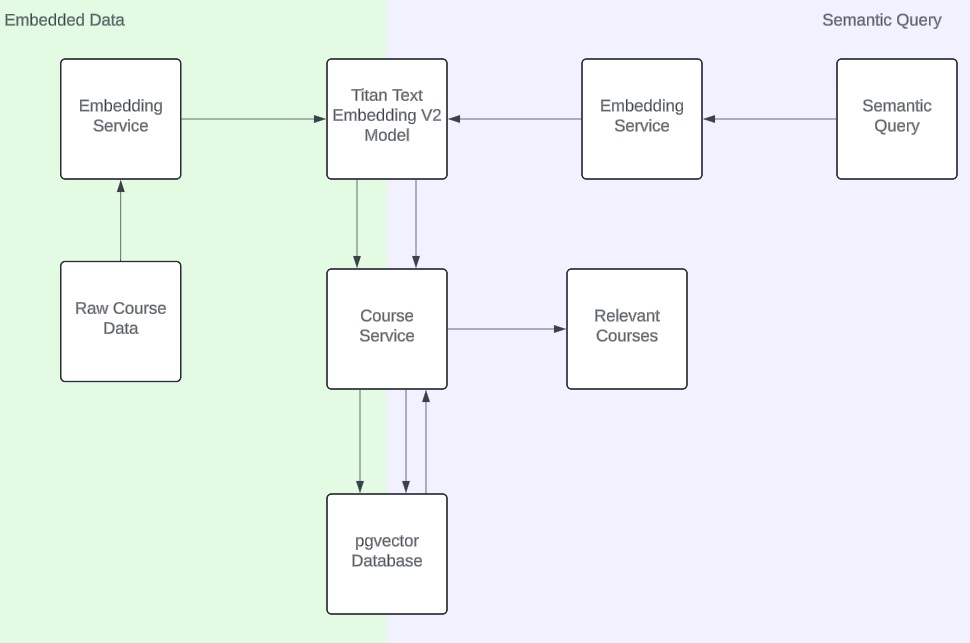 Embedded Data
Semantic Query
Embedding
Service
Titan Text
Embedding V2
Model
Embedding
Service
Semantic
Query
Raw Course
Data
Course
Service
Relevant
Courses
pgvector
Database